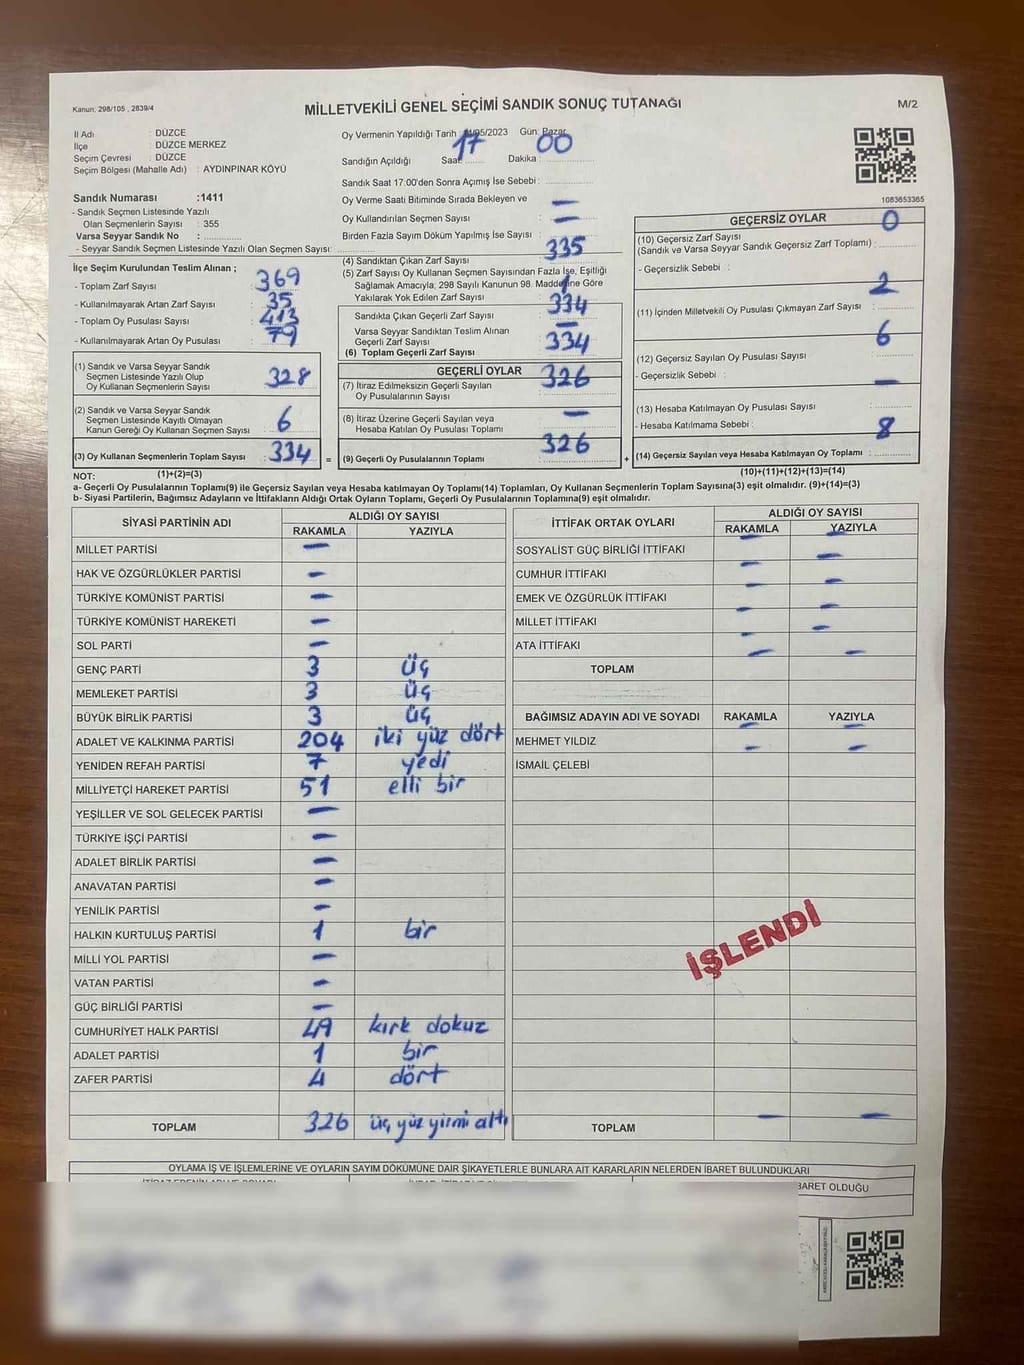 Kanun: 298/105 , 2839/4
MİLLETVEKİLİ GENEL SEÇİMİ SANDIK SONUÇ TUTANAĞI
M/2
İl Adı : DÜZCE
İlçe : DÜZCE MERKEZ
Seçim Çevresi : DÜZCE
Seçim Bölgesi (Mahalle Adı) : AYDINPINAR KÖYÜ
Sandık Numarası :1411
- Sandık Seçmen Listesinde Yazılı
Olan Seçmenlerin Sayısı : 355
Varsa Seyyar Sandık No :
- Seyyar Sandık Seçmen Listesinde Yazılı Olan Seçmen Sayısı:
Oy Vermenin Yapıldığı Tarih : /05/2023 Gün: Pazar
Sandığın Açıldığı Saat 17 Dakika : 00
Sandık Saat 17:00'den Sonra Açımış İse Sebebi :
Oy Verme Saati Bitiminde Sırada Bekleyen ve
Oy Kullandırılan Seçmen Sayısı —
Birden Fazla Sayım Döküm Yapılmış İse Sayısı : —
1083653365
İlçe Seçim Kurulundan Teslim Alınan ;
- Toplam Zarf Sayısı : 369
- Kullanılmayarak Artan Zarf Sayısı : 35
- Toplam Oy Pusulası Sayısı : 413
- Kullanılmayarak Artan Oy Pusulası : 79
(1) Sandık ve Varsa Seyyar Sandık
Seçmen Listesinde Yazılı Olup
Oy Kullanan Seçmenlerin Sayısı : 328
(2) Sandık ve Varsa Seyyar Sandık
Seçmen Listesinde Kayıtlı Olmayan
Kanun Gereği Oy Kullanan Seçmen Sayısı : 6
(3) Oy Kullanan Seçmenlerin Toplam Sayısı : 334 =
(4) Sandıktan Çıkan Zarf Sayısı : 335
(5) Zarf Sayısı Oy Kullanan Seçmen Sayısından Fazla İse, Eşitliği
Sağlamak Amacıyla, 298 Sayılı Kanunun 98. Maddesine Göre
Yakılarak Yok Edilen Zarf Sayısı : 1
Sandıkta Çıkan Geçerli Zarf Sayısı : 334
Varsa Seyyar Sandıktan Teslim Alınan
Geçerli Zarf Sayısı : —
(6) Toplam Geçerli Zarf Sayısı : 334
GEÇERLİ OYLAR
(7) İtiraz Edilmeksizin Geçerli Sayılan
Oy Pusulalarının Sayısı : 326
(8) İtiraz Üzerine Geçerli Sayılan veya
Hesaba Katılan Oy Pusulası Toplamı : —
(9) Geçerli Oy Pusulalarının Toplamı : 326 +
GEÇERSİZ OYLAR
(10) Geçersiz Zarf Sayısı
(Sandık ve Varsa Seyyar Sandık Geçersiz Zarf Toplamı) : 0
- Geçersizlik Sebebi :
(11) İçinden Milletvekili Oy Pusulası Çıkmayan Zarf Sayısı : 2
(12) Geçersiz Sayılan Oy Pusulası Sayısı : 6
- Geçersizlik Sebebi :
(13) Hesaba Katılmayan Oy Pusulası Sayısı : —
- Hesaba Katılmama Sebebi :
(14) Geçersiz Sayılan veya Hesaba Katılmayan Oy Toplamı : 8
NOT: (1)+(2)=(3) (10)+(11)+(12)+(13)=(14)
a- Geçerli Oy Pusulalarının Toplamı(9) ile Geçersiz Sayılan veya Hesaba katılmayan Oy Toplamı(14) Toplamları, Oy Kullanan Seçmenlerin Toplam Sayısına(3) eşit olmalıdır. (9)+(14)=(3)
b- Siyasi Partilerin, Bağımsız Adayların ve İttifakların Aldığı Ortak Oyların Toplamı, Geçerli Oy Pusulalarının Toplamına(9) eşit olmalıdır.
SİYASİ PARTİNİN ADI ALDIĞI OY SAYISI
RAKAMLA YAZIYLA
MİLLET PARTİSİ —
HAK VE ÖZGÜRLÜKLER PARTİSİ —
TÜRKİYE KOMÜNİST PARTİSİ —
TÜRKİYE KOMÜNİST HAREKETİ —
SOL PARTİ —
GENÇ PARTİ 3 üç
MEMLEKET PARTİSİ 3 üç
BÜYÜK BİRLİK PARTİSİ 3 üç
ADALET VE KALKINMA PARTİSİ 204 iki yüz dört
YENİDEN REFAH PARTİSİ 7 yedi
MİLLİYETÇİ HAREKET PARTİSİ 51 elli bir
YEŞİLLER VE SOL GELECEK PARTİSİ —
TÜRKİYE İŞÇİ PARTİSİ —
ADALET BİRLİK PARTİSİ —
ANAVATAN PARTİSİ —
YENİLİK PARTİSİ —
HALKIN KURTULUŞ PARTİSİ 1 bir
MİLLİ YOL PARTİSİ —
VATAN PARTİSİ —
GÜÇ BİRLİĞİ PARTİSİ —
CUMHURİYET HALK PARTİSİ 49 kırk dokuz
ADALET PARTİSİ 1 bir
ZAFER PARTİSİ 4 dört
TOPLAM 326 üç yüz yirmi altı
İTTİFAK ORTAK OYLARI ALDIĞI OY SAYISI
RAKAMLA YAZIYLA
SOSYALİST GÜÇ BİRLİĞİ İTTİFAKI — —
CUMHUR İTTİFAKI — —
EMEK VE ÖZGÜRLÜK İTTİFAKI — —
MİLLET İTTİFAKI — —
ATA İTTİFAKI — —
TOPLAM — —
BAĞIMSIZ ADAYIN ADI VE SOYADI RAKAMLA YAZIYLA
MEHMET YILDIZ — —
İSMAİL ÇELEBİ — —
İŞLENDİ
TOPLAM — —
OYLAMA İŞ VE İŞLEMLERİNE VE OYLARIN SAYIM DÖKÜMÜNE DAİR ŞİKAYETLERLE BUNLARA AİT KARARLARIN NELERDEN İBARET BULUNDUKLARI
BARET OLDUĞU